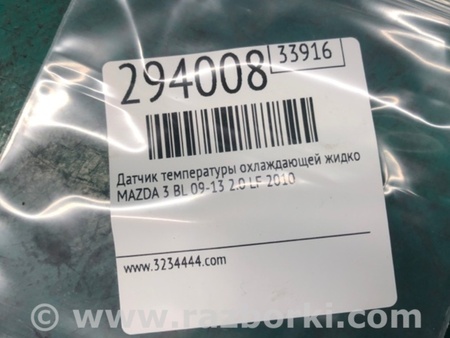 294008 33916
Датчик температуры охлаждающей жидко
MAZDA 3 BL 09-13 2.0 LF 2010
www.3234444.com
www.razborki.com